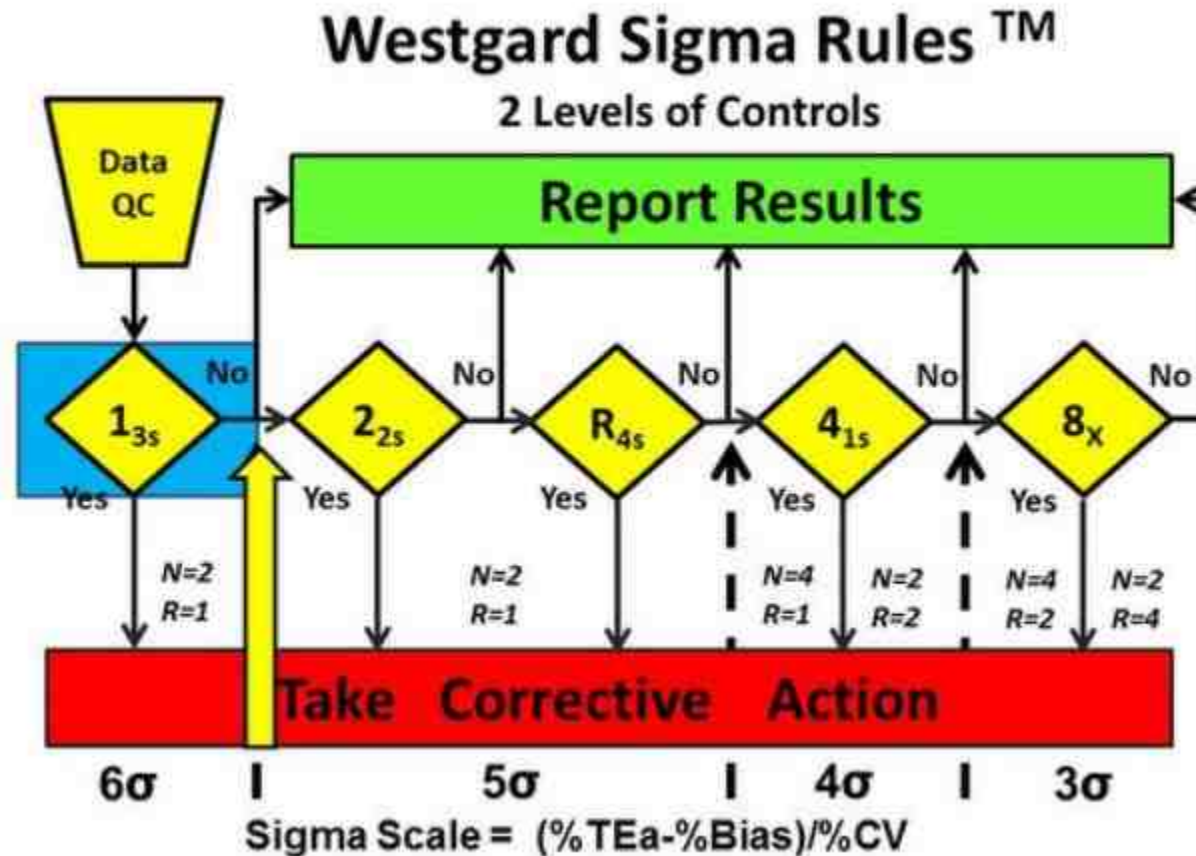 Westgard Sigma Rules ™
2 Levels of Controls
Data
QC
Report Results
No
No
No
No
No
1₃ₛ
2₂ₛ
R₄ₛ
4₁ₛ
8ₓ
Yes
Yes
Yes
Yes
Yes
N=2
R=1
N=2
R=1
N=4
R=1
N=2
R=2
N=4
R=2
N=2
R=4
Take Corrective Action
6σ I 5σ I 4σ I 3σ
Sigma Scale = (%TEa-%Bias)/%CV